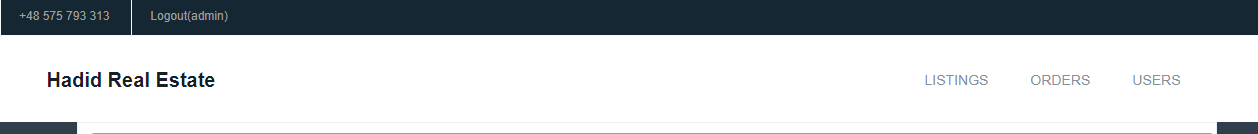 +48 575 793 313 Logout(admin)
Hadid Real Estate LISTINGS ORDERS USERS